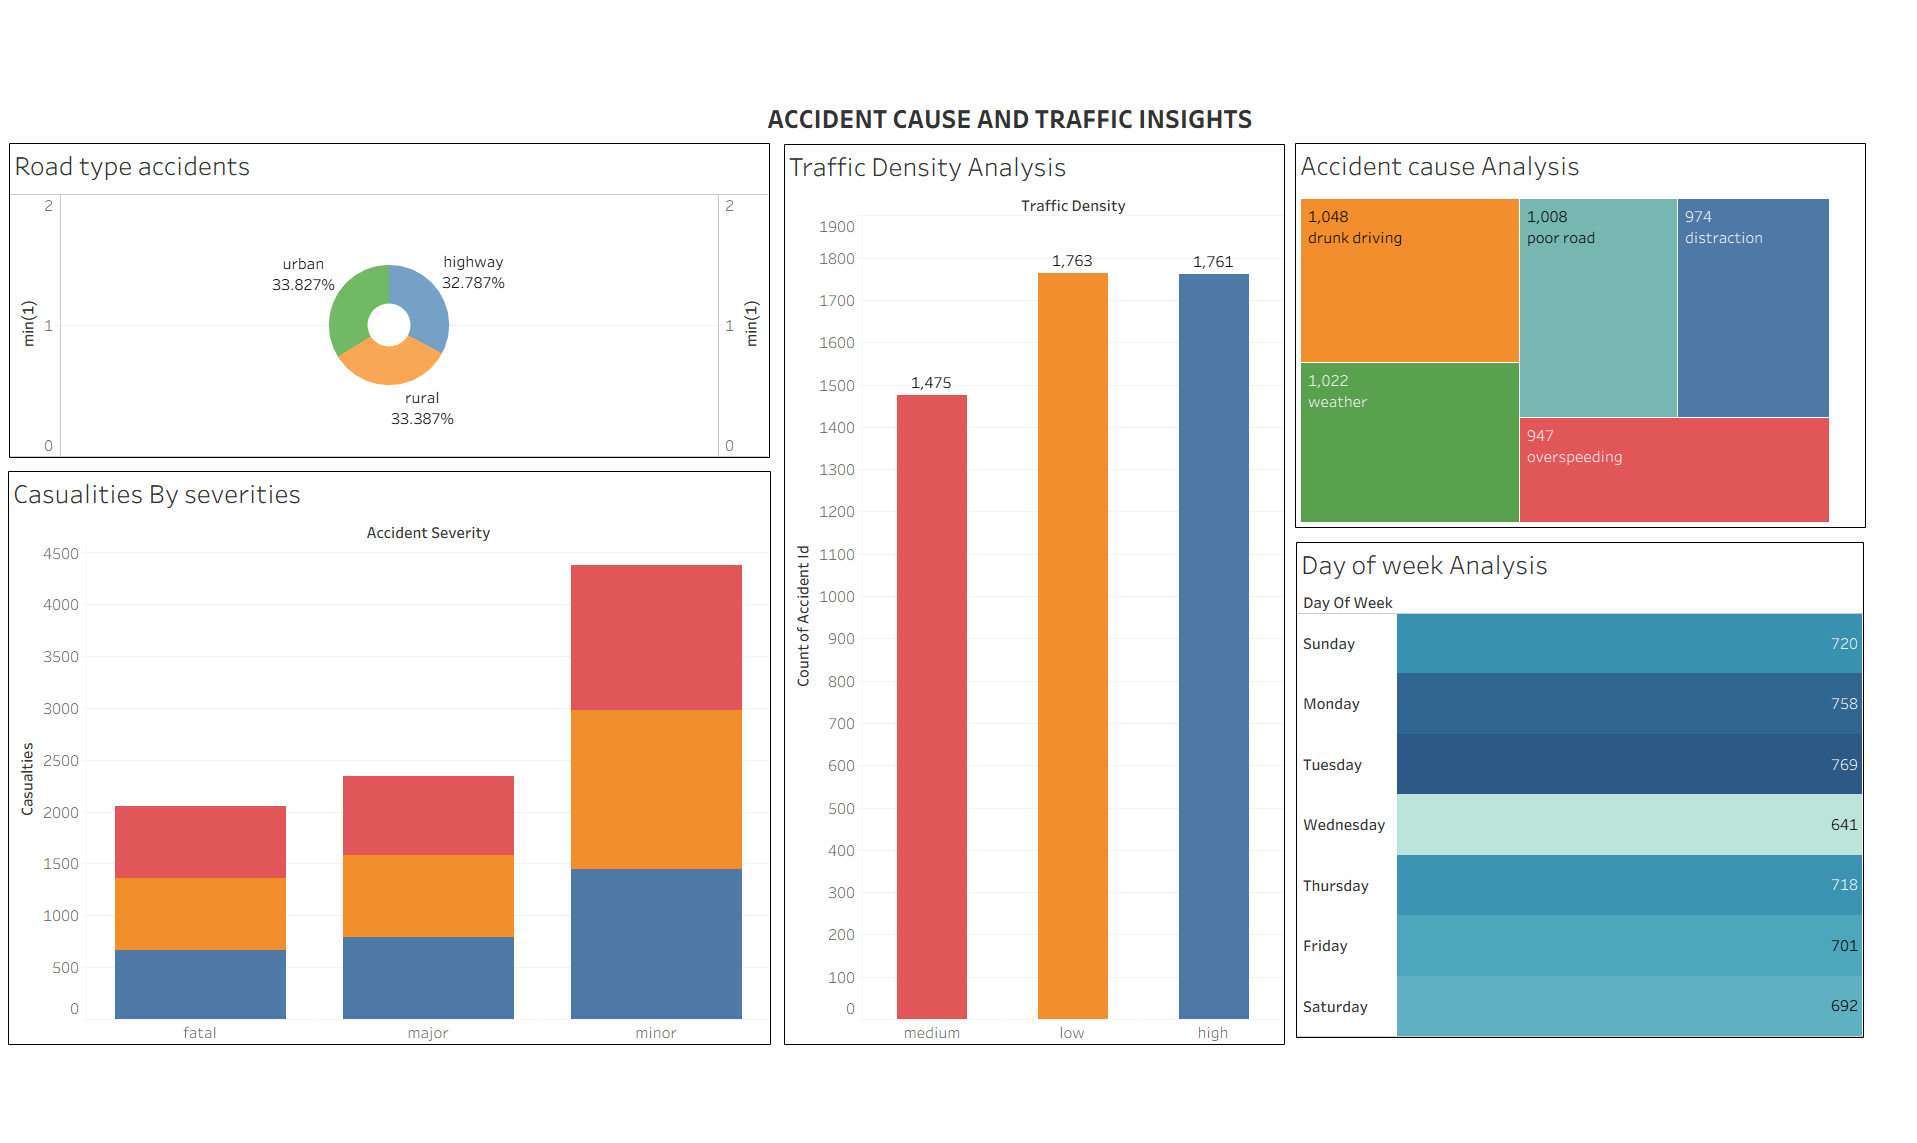 ACCIDENT CAUSE AND TRAFFIC INSIGHTS
Road type accidents
2
1
0
min(1)
urban
33.827%
highway
32.787%
rural
33.387%
2
1
0
min(1)
Casualities By severities
Accident Severity
4500
4000
3500
3000
2500
2000
1500
1000
500
0
Casualties
fatal
major
minor
Traffic Density Analysis
Traffic Density
1900
1800
1700
1600
1500
1400
1300
1200
1100
1000
900
800
700
600
500
400
300
200
100
0
Count of Accident Id
1,475
1,763
1,761
medium
low
high
Accident cause Analysis
1,048
drunk driving
1,022
weather
1,008
poor road
974
distraction
947
overspeeding
Day of week Analysis
Day Of Week
Sunday 720
Monday 758
Tuesday 769
Wednesday 641
Thursday 718
Friday 701
Saturday 692